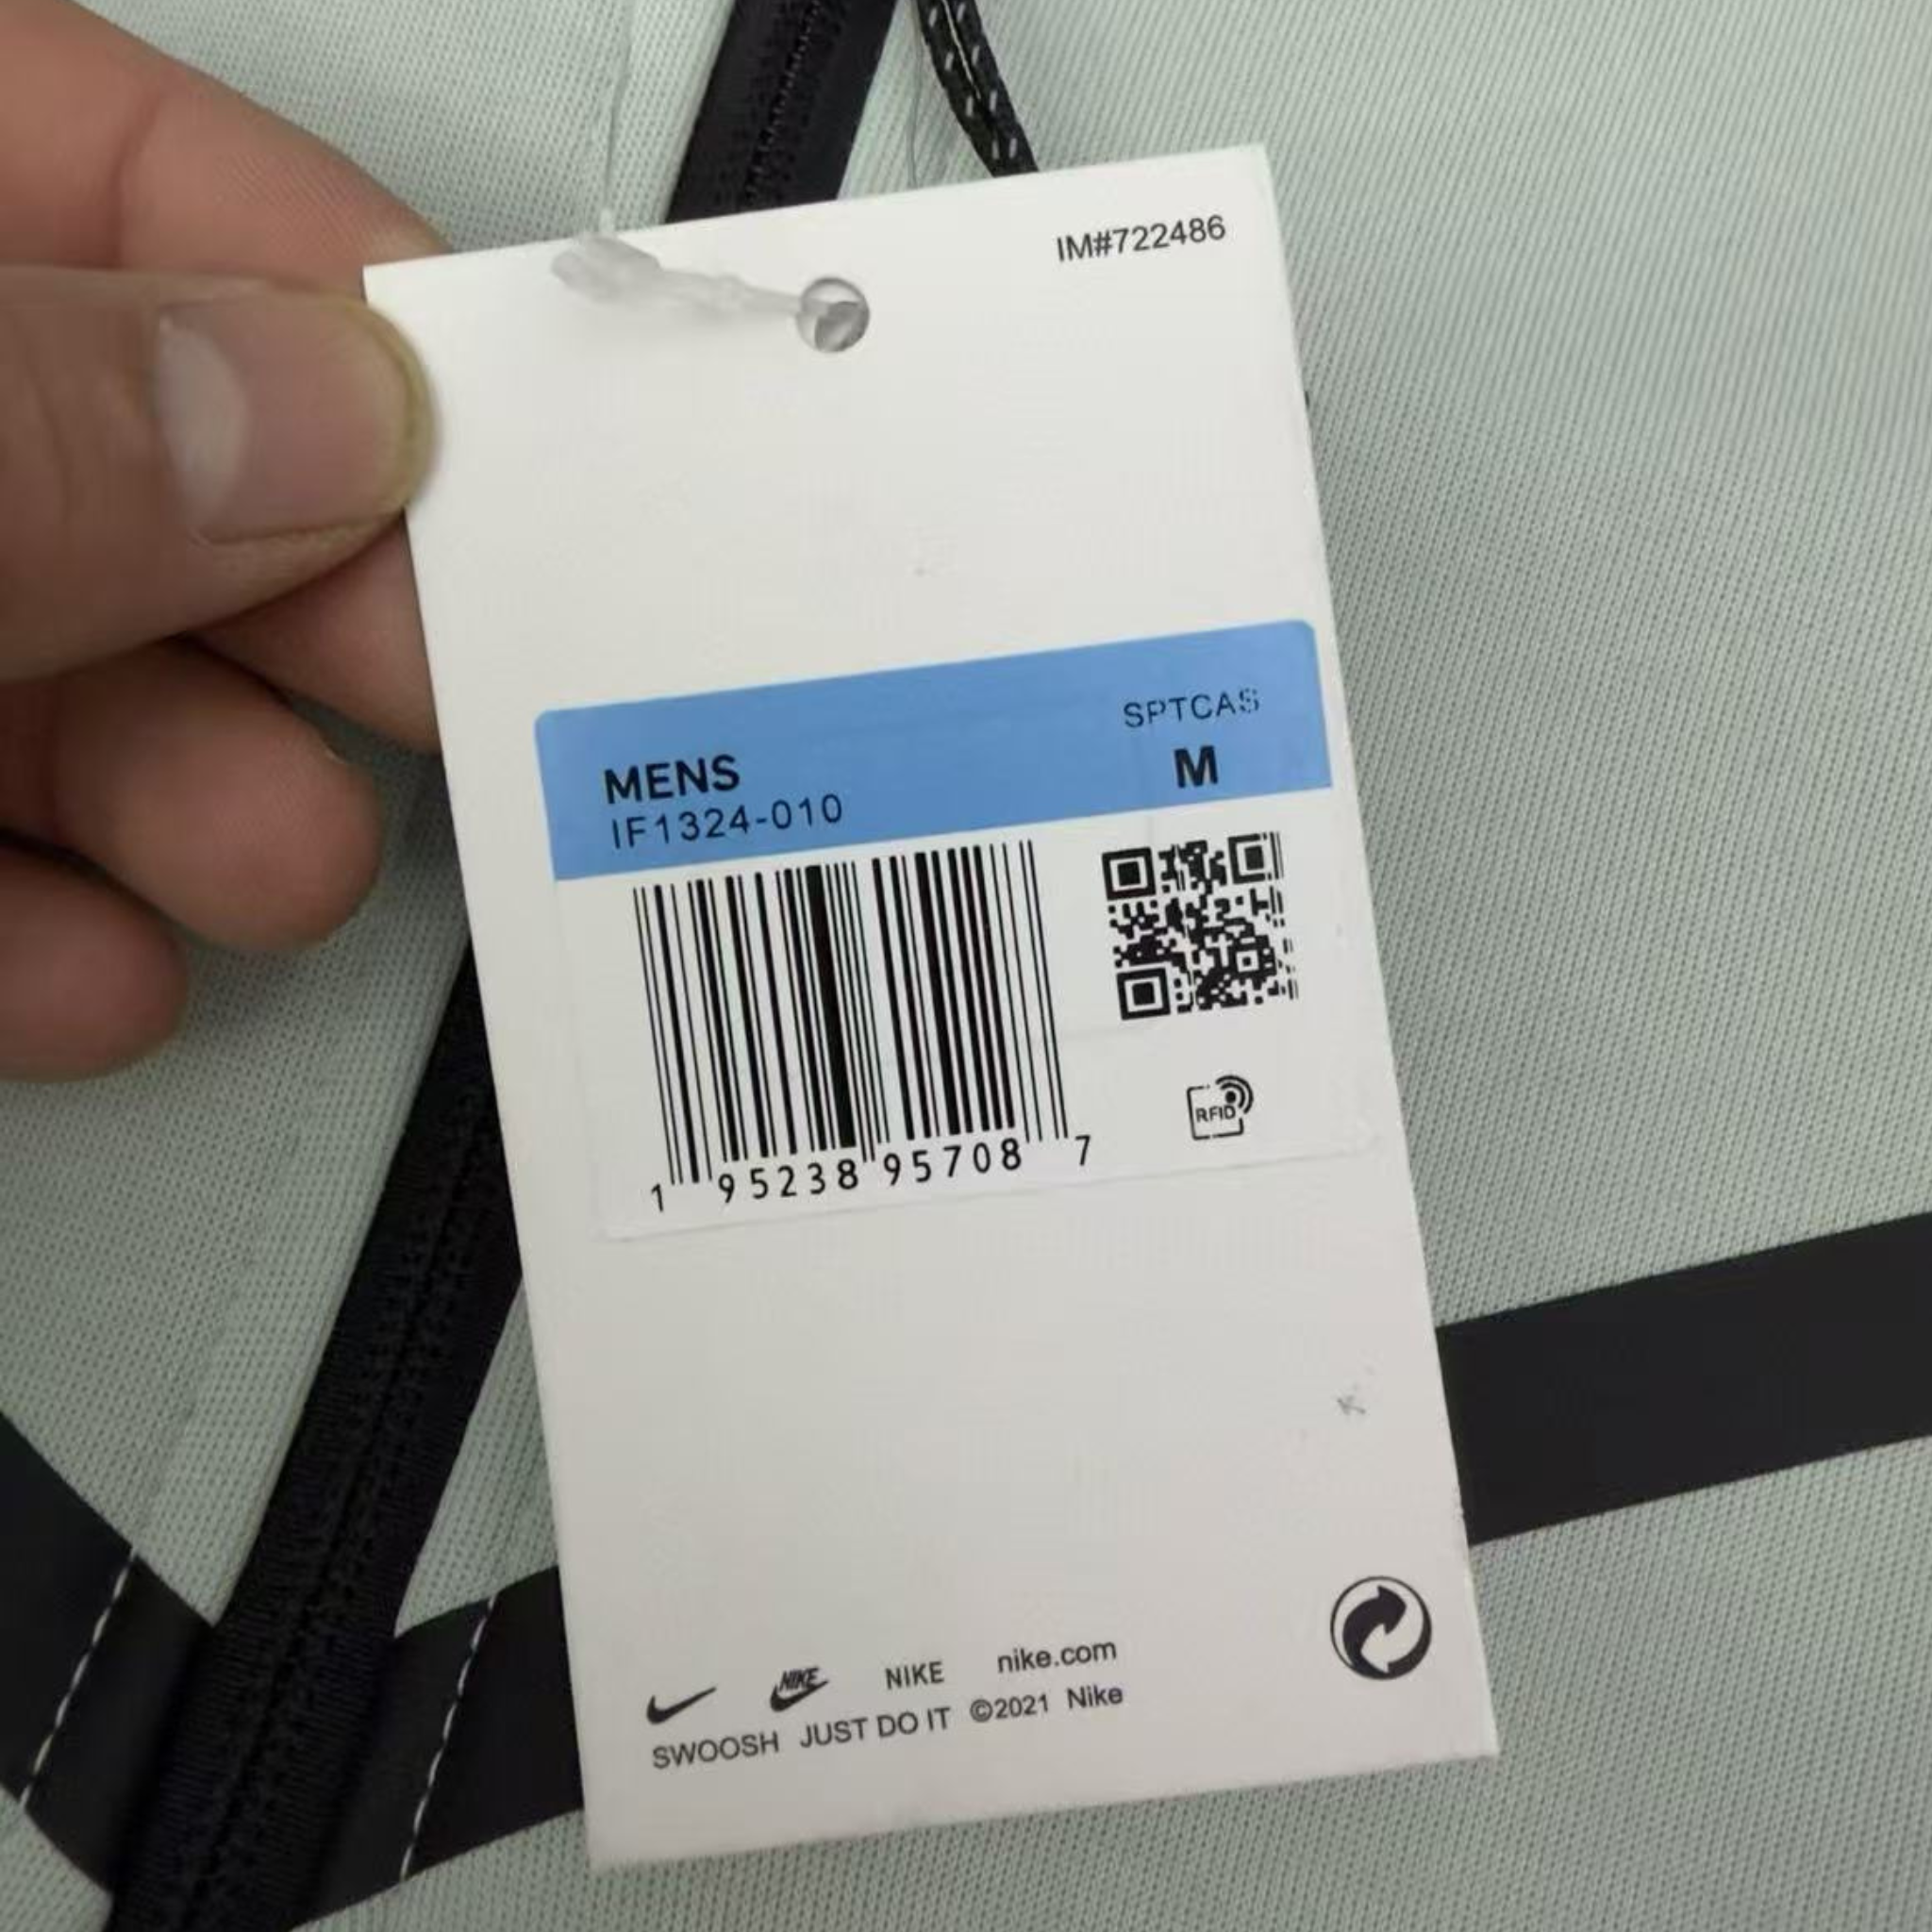 IM#722486
SPTCAS
MENS M
IF1324-010
1 95238 95708 7
RFID
NIKE NIKE nike.com
SWOOSH JUST DO IT ©2021 Nike